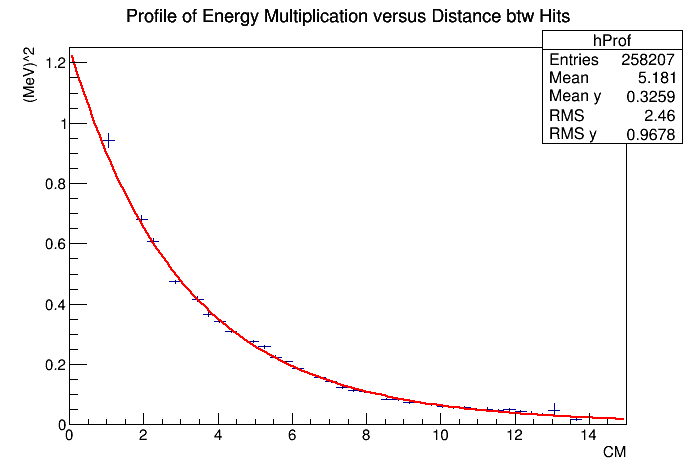 Profile of Energy Multiplication versus Distance btw Hits
hProf
Entries 258207
Mean 5.181
Mean y 0.3259
RMS 2.46
RMS y 0.9678
(MeV)^2
1.2
1
0.8
0.6
0.4
0.2
0
0 2 4 6 8 10 12 14
CM